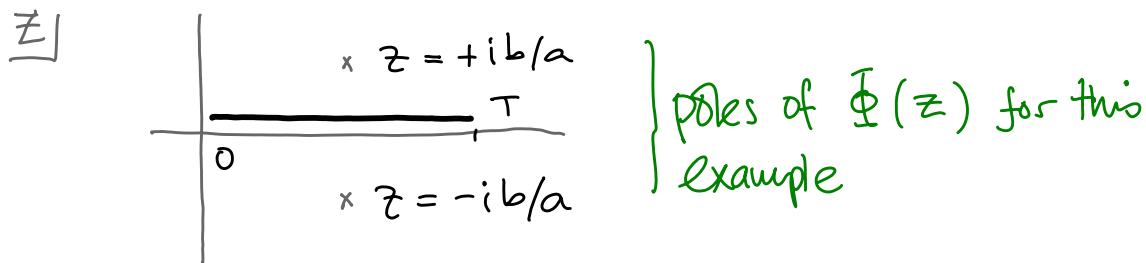 z
z = +ib/a
T
0
z = -ib/a
poles of Φ(z) for this
example